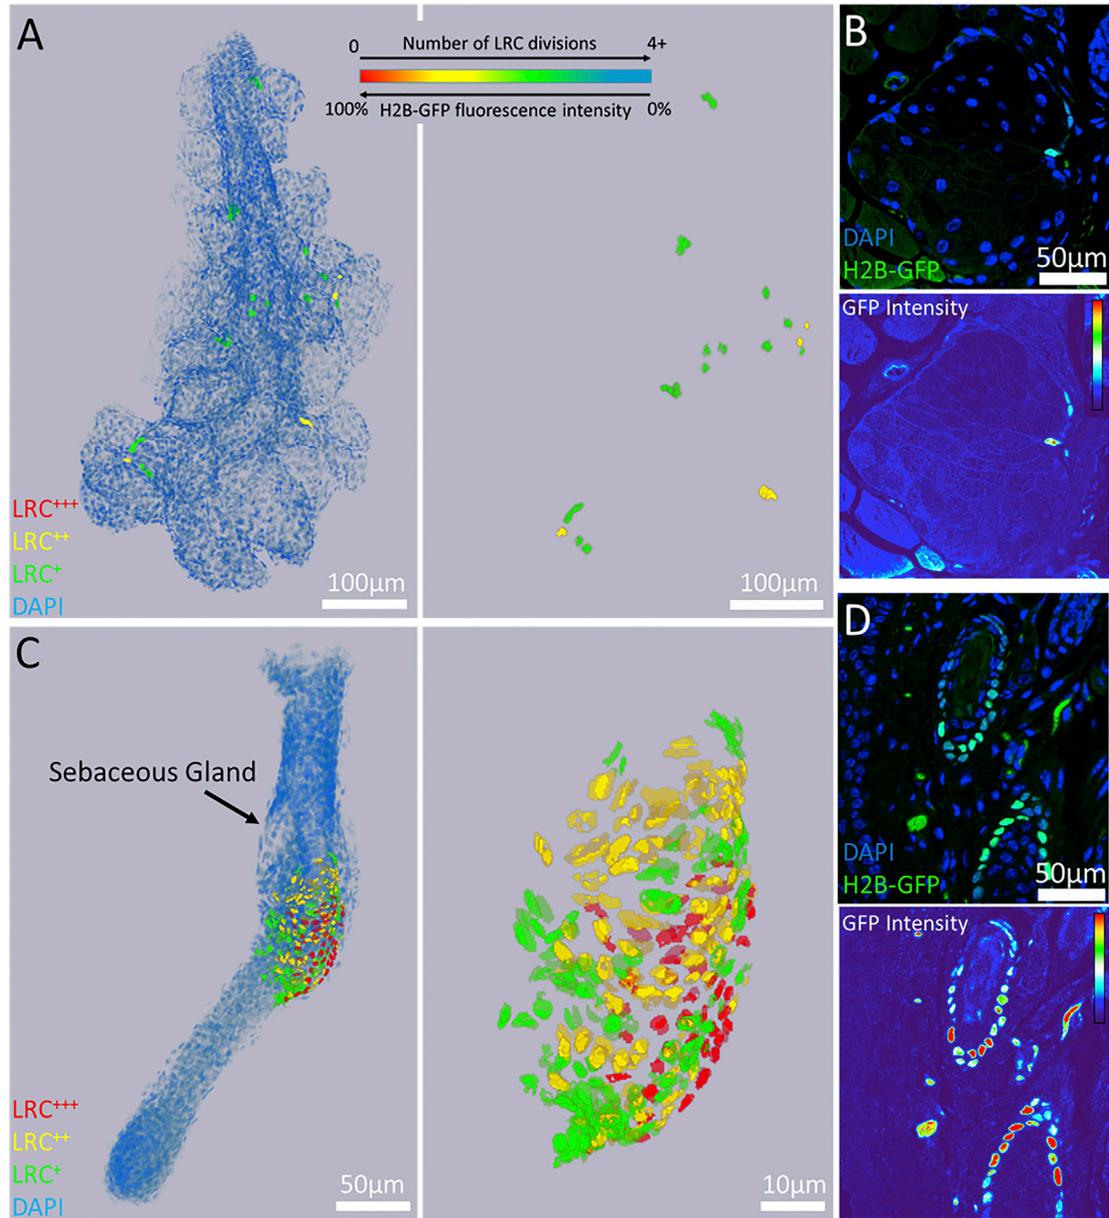 A
0 Number of LRC divisions 4+
100% H2B-GFP fluorescence intensity 0%
LRC+++
LRC++
LRC+
DAPI
100µm
100µm
B
DAPI
H2B-GFP
50µm
GFP Intensity
C
Sebaceous Gland
LRC+++
LRC++
LRC+
DAPI
50µm
10µm
D
DAPI
H2B-GFP
50µm
GFP Intensity